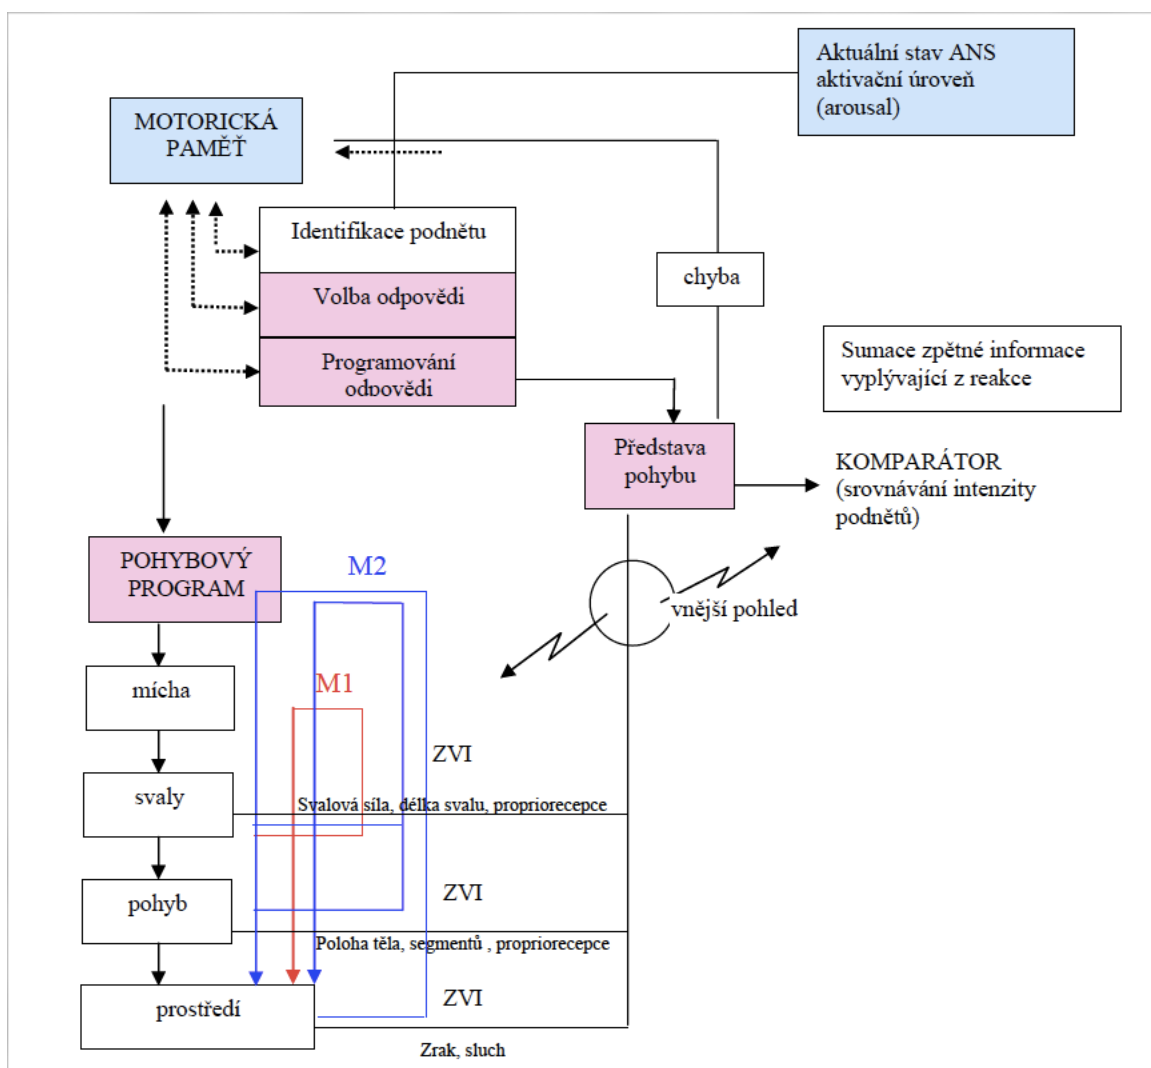 Aktuální stav ANS
aktivační úroveň
(arousal)
MOTORICKÁ
PAMĚŤ
Identifikace podnětu
Volba odpovědi
Programování
odpovědi
chyba
Sumace zpětné informace
vyplývající z reakce
Představa
pohybu
KOMPARÁTOR
(srovnávání intenzity
podnětů)
POHYBOVÝ
PROGRAM
M2
vnější pohled
mícha
M1
ZVI
svaly
Svalová síla, délka svalu, propriorecepce
pohyb
ZVI
Poloha těla, segmentů , propriorecepce
prostředí
ZVI
Zrak, sluch